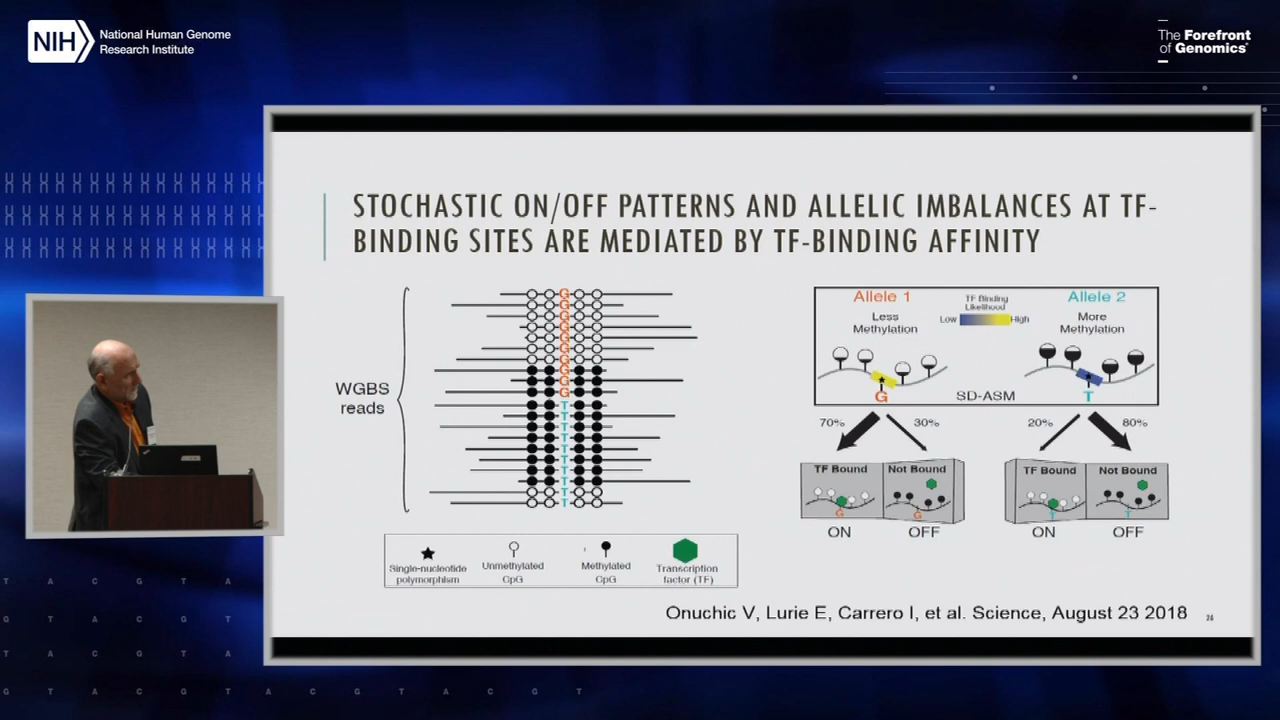 NIH National Human Genome
Research Institute
The Forefront
of Genomics®
STOCHASTIC ON/OFF PATTERNS AND ALLELIC IMBALANCES AT TF-
BINDING SITES ARE MEDIATED BY TF-BINDING AFFINITY
WGBS
reads
G
G
G
G
G
G
G
G
G
G
T
T
T
T
T
T
T
T
T
T
Allele 1
Less
Methylation
TF Binding
Likelihood
Low
High
Allele 2
More
Methylation
G
SD-ASM
T
70%
30%
20%
80%
TF Bound
Not Bound
TF Bound
Not Bound
G
G
T
T
ON
OFF
ON
OFF
Single-nucleotide
polymorphism
Unmethylated
CpG
Methylated
CpG
Transcription
factor (TF)
Onuchic V, Lurie E, Carrero I, et al. Science, August 23 2018
26
T A C G T A
G T A C G T
T A C G T A
G T A C G T A C G T A C G T